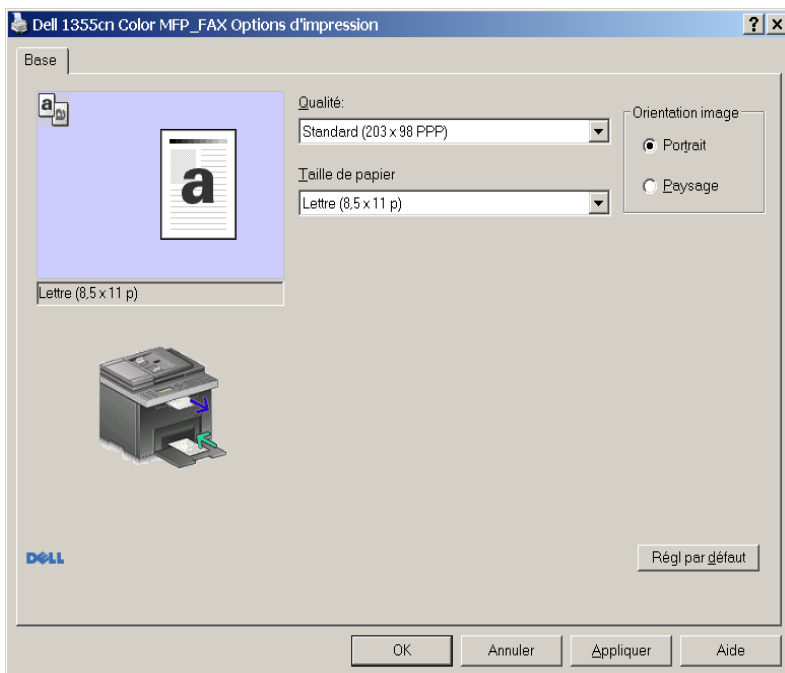 Dell 1355cn Color MFP_FAX Options d'impression
Base
a
a
a
Qualité:
Standard (203 x 98 PPP)
Taille de papier
Lettre (8,5 x 11 p)
Orientation image
Portrait
Paysage
Lettre (8,5 x 11 p)
DELL
Régl par défaut
OK
Annuler
Appliquer
Aide